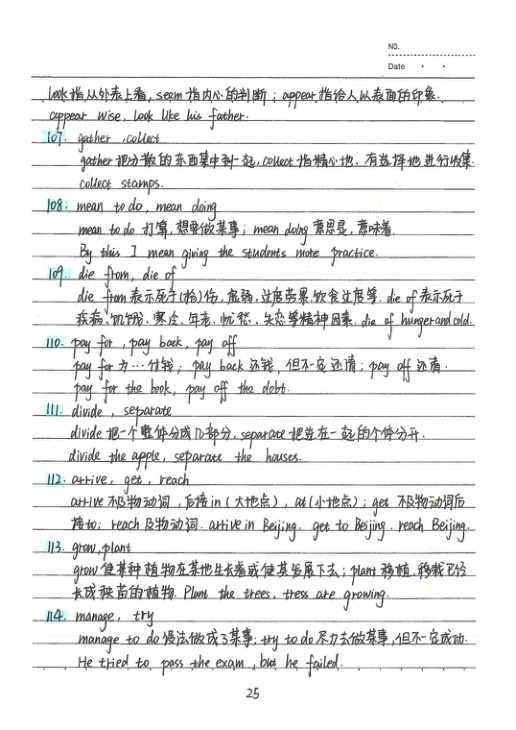 NO.
Date
look指从外表上看，seem指内心的判断；appear指给人以表面的印象.
appear wise, look like his father.
107. gather , collect
gather把分散的东西集中到一起，collect指精心地、有选择地进行收集
collect stamps.
108. mean to do, mean doing
mean to do 打算，想要做某事；mean doing 意思是，意味着.
By this I mean giving the students more practice.
109. die from, die of
die from表示死于(枪)伤，虚弱，过度劳累，饮食过度等. die of 表示死于
疾病、饥饿、寒冷、年老、忧愁、失恋等精神因素. die of hunger and cold.
110. pay for , pay back, pay off
pay for 为…付钱；pay back 还钱，但不一定还清；pay off 还清.
pay for the book, pay off the debt.
111. divide , separate
divide 把一个整体分成几部分，separate把连在一起的个体分开.
divide the apple, separate the houses.
112. arrive , get , reach
arrive 不及物动词，后接in（大地点），at(小地点)；get 不及物动词后
接to；reach 及物动词. arrive in Beijing. get to Beijing. reach Beijing.
113. grow, plant
grow 使某种植物在某地生长着或使其发展下去；plant 移植，移栽已经
长成秧苗的植物. Plant the trees, tress are growing.
114. manage, try
manage to do 设法做成了某事；try to do 尽力去做某事，但不一定成功.
He tried to pass the exam , but he failed.
25